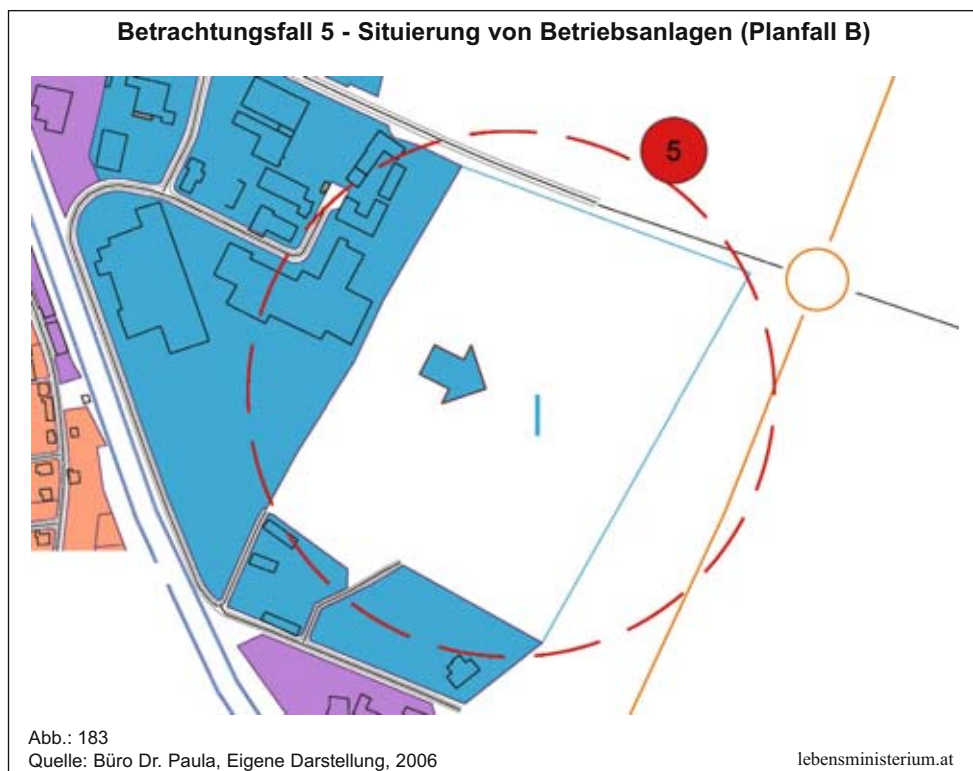 Betrachtungsfall 5 - Situierung von Betriebsanlagen (Planfall B)
5
I
Abb.: 183
Quelle: Büro Dr. Paula, Eigene Darstellung, 2006
lebensministerium.at